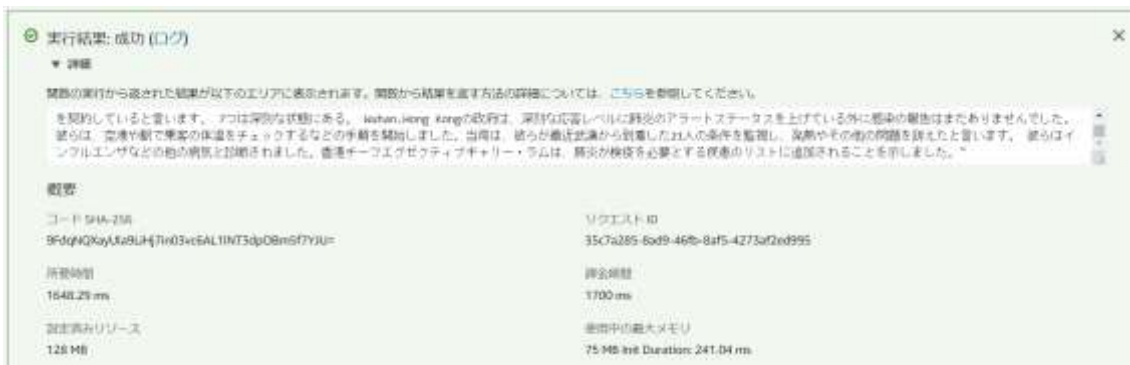 実行結果: 成功 (ログ)
▼ 詳細
関数の実行から返された結果が以下のエリアに表示されます。関数から結果を返す方法の詳細については、こちらを参照してください。
を契約していると言います。 7つは深刻な状態にある。 Wuhan.Hong Kongの政府は、深刻な応答レベルに肺炎のアラートステータスを上げている外に感染の報告はまだありませんでした。
彼らは、空港や駅で乗客の体温をチェックするなどの手順を開始しました。当局は、彼らが最近武漢から到着した21人の条件を監視し、発熱やその他の問題を訴えたと言います。 彼らはイ
ンフルエンザなどの他の病気と診断されました。香港チーフエグゼクティブキャリー・ラムは、肺炎が検疫を必要とする疾患のリストに追加されることを示しました。"
概要
コード SHA-256
リクエスト ID
35c7a285-8ad9-46fb-8af5-4273af2ed995
所要時間
1648.29 ms
課金時間
1700 ms
設定済みリソース
128 MB
使用中の最大メモリ
75 MB Init Duration: 241.04 ms